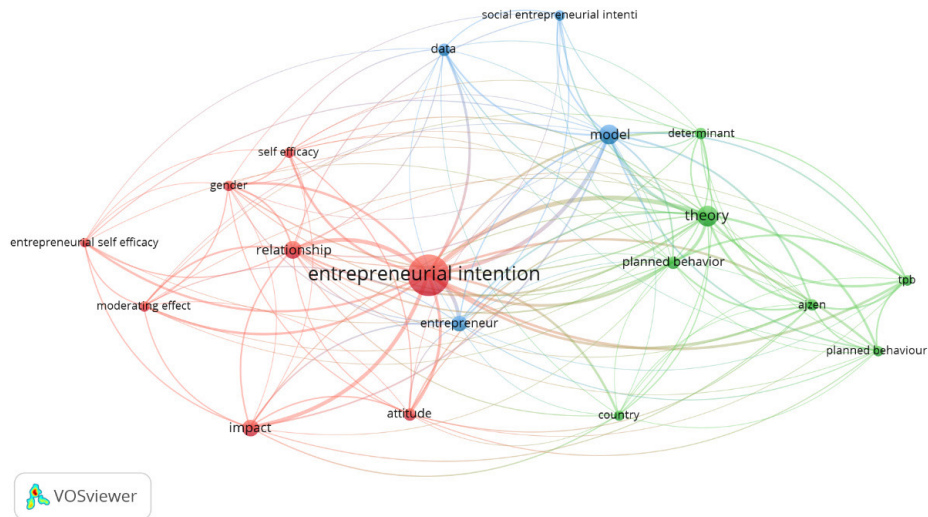 social entrepreneurial intenti
data
model
determinant
self efficacy
gender
theory
entrepreneurial self efficacy
relationship
planned behavior
entrepreneurial intention
tpb
moderating effect
ajzen
entrepreneur
planned behaviour
attitude
country
impact
VOSviewer